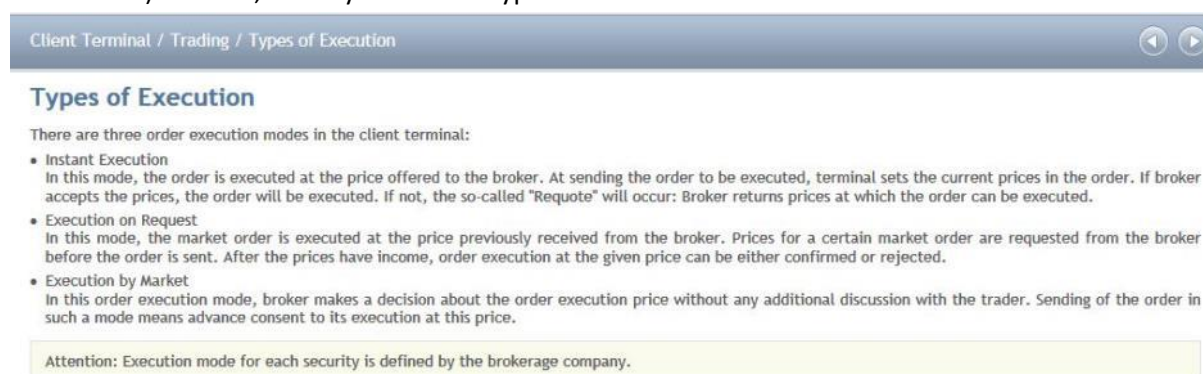 Client Terminal / Trading / Types of Execution
Types of Execution
There are three order execution modes in the client terminal:
• Instant Execution
In this mode, the order is executed at the price offered to the broker. At sending the order to be executed, terminal sets the current prices in the order. If broker
accepts the prices, the order will be executed. If not, the so-called "Requote" will occur: Broker returns prices at which the order can be executed.
• Execution on Request
In this mode, the market order is executed at the price previously received from the broker. Prices for a certain market order are requested from the broker
before the order is sent. After the prices have income, order execution at the given price can be either confirmed or rejected.
• Execution by Market
In this order execution mode, broker makes a decision about the order execution price without any additional discussion with the trader. Sending of the order in
such a mode means advance consent to its execution at this price.
Attention: Execution mode for each security is defined by the brokerage company.